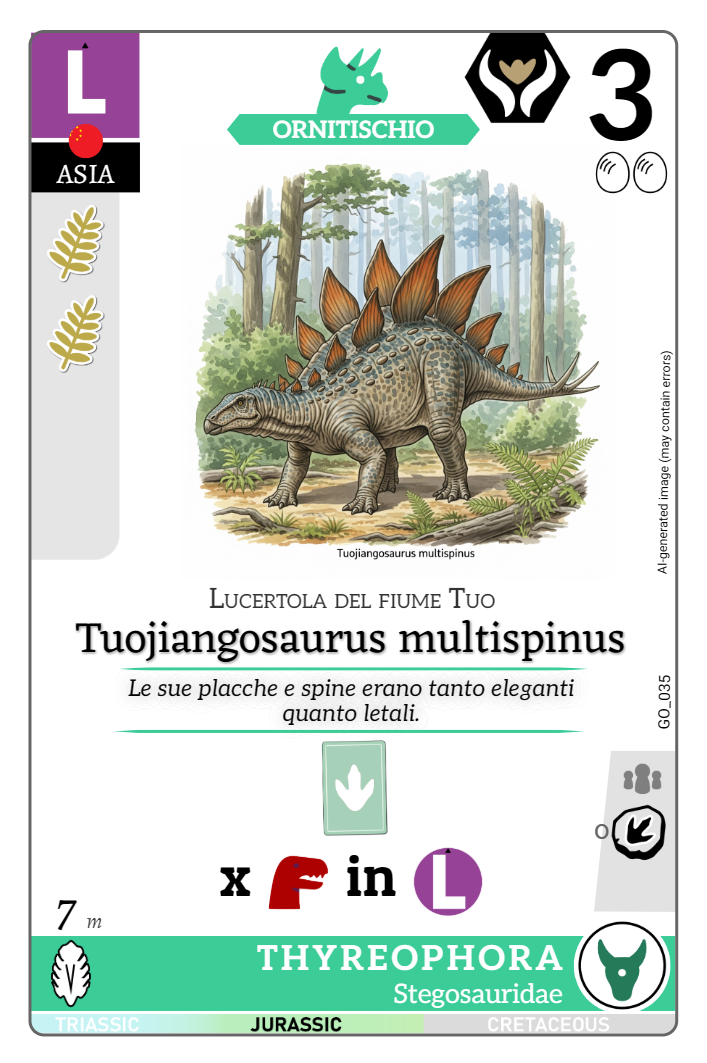 L
ASIA
ORNITISCHIO
3
AI-generated image (may contain errors)
Tuojiangosaurus multispinus
Lucertola del fiume Tuo
Tuojiangosaurus multispinus
Le sue placche e spine erano tanto eleganti
quanto letali.
GO_035
o
x in L
7 m
THYREOPHORA
Stegosauridae
TRIASSIC JURASSIC CRETACEOUS